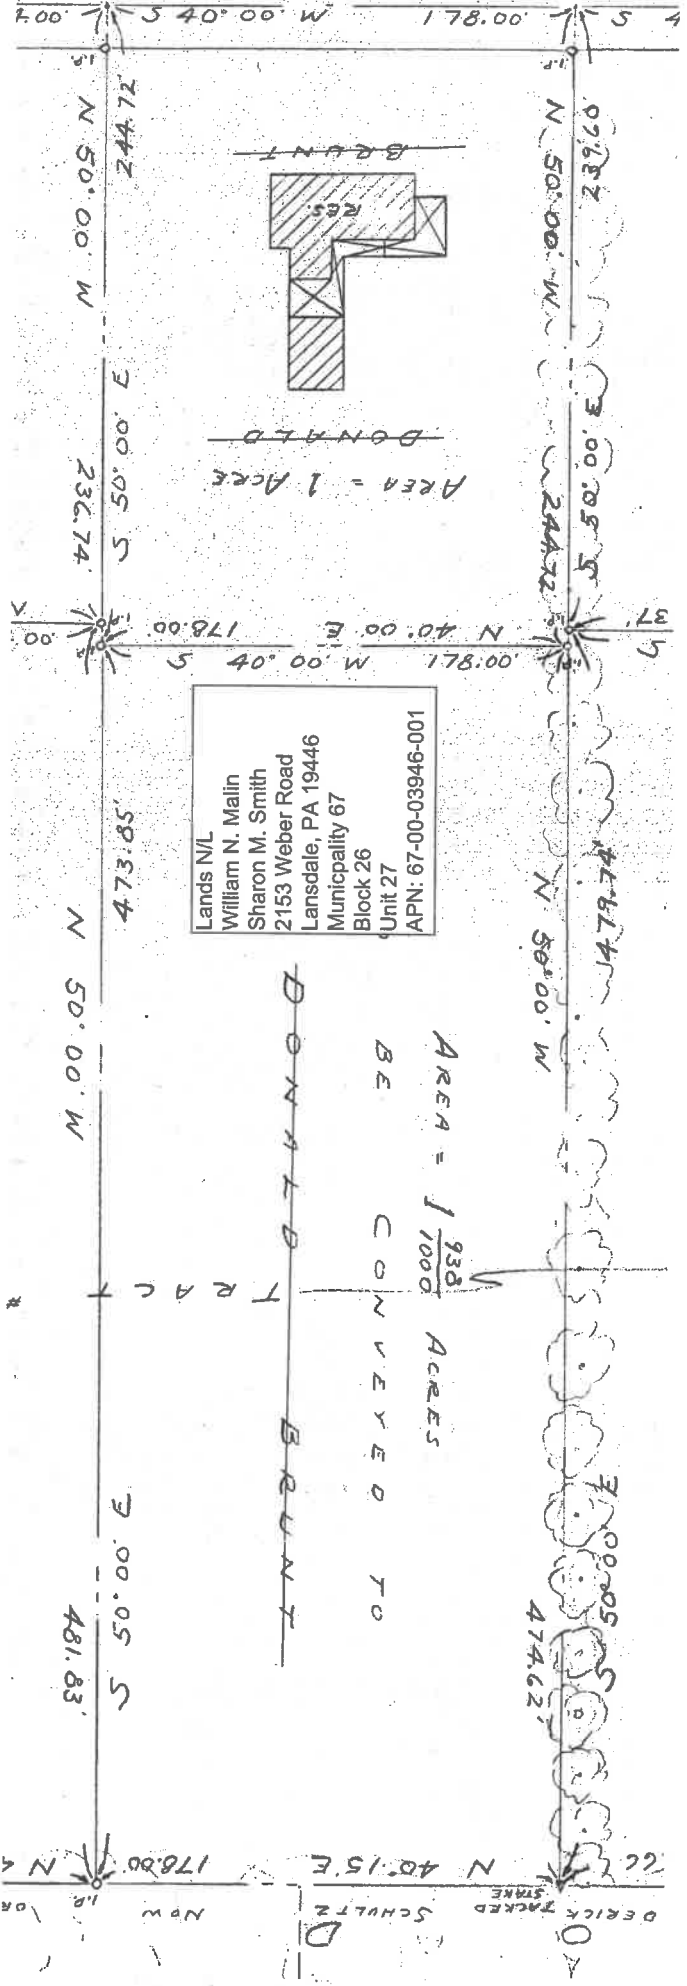 S 40° 00' W
178.00'
S
I.P.
I.P.
244.72'
N 50° 00' W
N 50° 00' W
239.60'
BRUNT
RES.
DONALD
AREA = 1 ACRE
S 50° 00' E
236.74'
S 50° 00' E
244.72'
178.00'
N 40° 00' E
37'
S 40° 00' W
178.00'
I.P.
Lands N/L
William N. Malin
Sharon M. Smith
2153 Weber Road
Lansdale, PA 19446
Municpality 67
Block 26
Unit 27
APN: 67-00-03946-001
473.85'
N 50° 00' W
479.74'
N 50° 00' W
AREA = 1 938/1000 ACRES
BE CONVEYED TO
DONALD BRUNT
TRACT
S 50° 00' E
481.83'
S 50° 00' E
474.62'
178.00'
N 40° 15' E
I.P.
NOW
SCHULTZ
TACKED
STAKE
DERICK